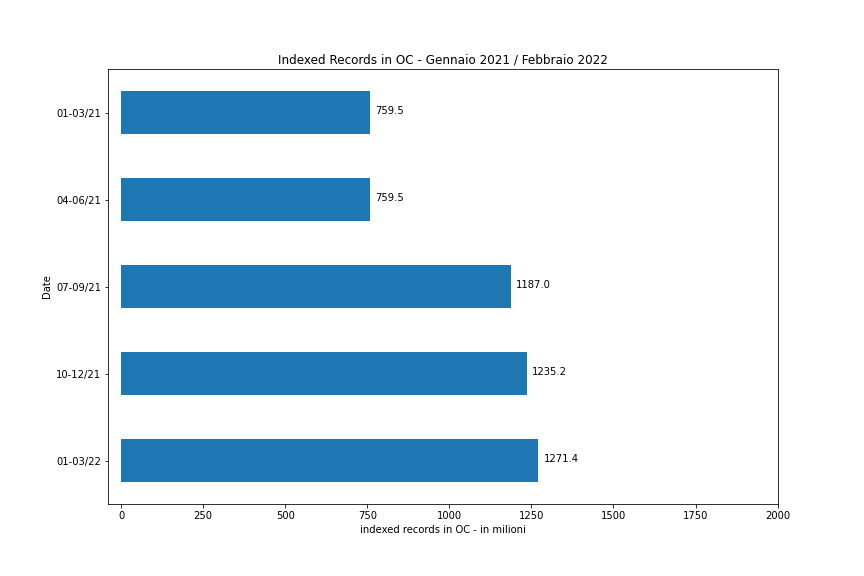 Indexed Records in OC - Gennaio 2021 / Febbraio 2022
01-03/21
759.5
04-06/21
759.5
Date
07-09/21
1187.0
10-12/21
1235.2
01-03/22
1271.4
0 250 500 750 1000 1250 1500 1750 2000
indexed records in OC - in milioni